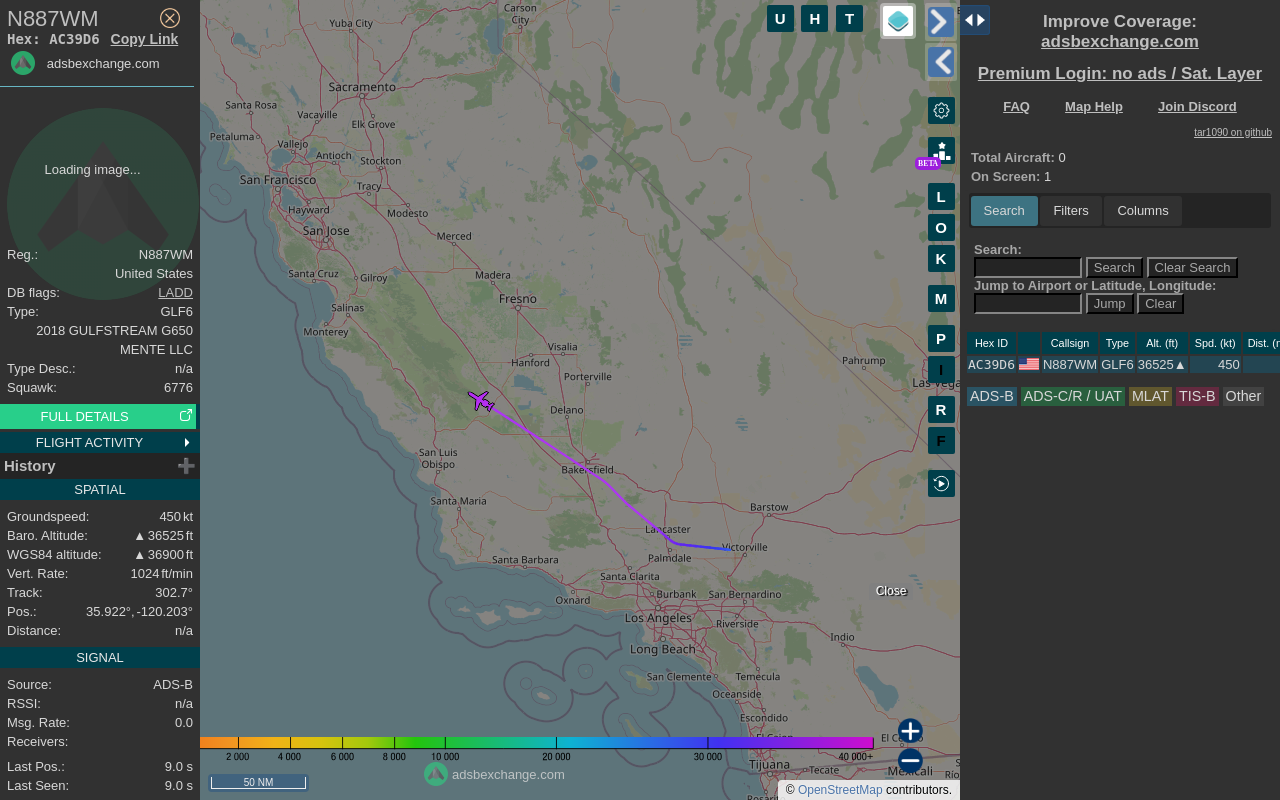 N887WM
Hex: AC39D6 Copy Link
adsbexchange.com
Loading image...
Reg.: N887WM
United States
DB flags: LADD
Type: GLF6
2018 GULFSTREAM G650
MENTE LLC
Type Desc.: n/a
Squawk: 6776
FULL DETAILS
FLIGHT ACTIVITY
History
SPATIAL
Groundspeed: 450 kt
Baro. Altitude: ▲ 36525 ft
WGS84 altitude: ▲ 36900 ft
Vert. Rate: 1024 ft/min
Track: 302.7°
Pos.: 35.922°, -120.203°
Distance: n/a
SIGNAL
Source: ADS-B
RSSI: n/a
Msg. Rate: 0.0
Receivers:
Last Pos.: 9.0 s
Last Seen: 9.0 s
Carson
City
Yuba City
Sacramento
Santa Rosa
Vacaville
Elk Grove
Petaluma
Vallejo
Antioch
Stockton
San Francisco
Tracy
Hayward
Modesto
San Jose
Merced
Santa Cruz
Gilroy
Madera
Fresno
Salinas
Monterey
Visalia
Hanford
Porterville
Pahrump
Las Vega
Delano
San Luis
Obispo
Bakersfield
Santa Maria
Barstow
Lancaster
Victorville
Palmdale
Santa Barbara
Santa Clarita
Oxnard
Burbank
San Bernardino
Los Angeles
Riverside
Long Beach
Indio
San Clemente
Temecula
Oceanside
Escondido
El Cajon
El Ce
Tijuana
Tecate
Mexicali
Rosarit
Close
U H T
BETA
L
O
K
M
P
I
R
F
2 000 4 000 6 000 8 000 10 000 20 000 30 000 40 000+
50 NM
adsbexchange.com
© OpenStreetMap contributors.
Improve Coverage:
adsbexchange.com
Premium Login: no ads / Sat. Layer
FAQ Map Help Join Discord
tar1090 on github
Total Aircraft: 0
On Screen: 1
Search Filters Columns
Search:
Search Clear Search
Jump to Airport or Latitude, Longitude:
Jump Clear
Hex ID Callsign Type Alt. (ft) Spd. (kt) Dist. (n
AC39D6 N887WM GLF6 36525▲ 450
ADS-B ADS-C/R / UAT MLAT TIS-B Other